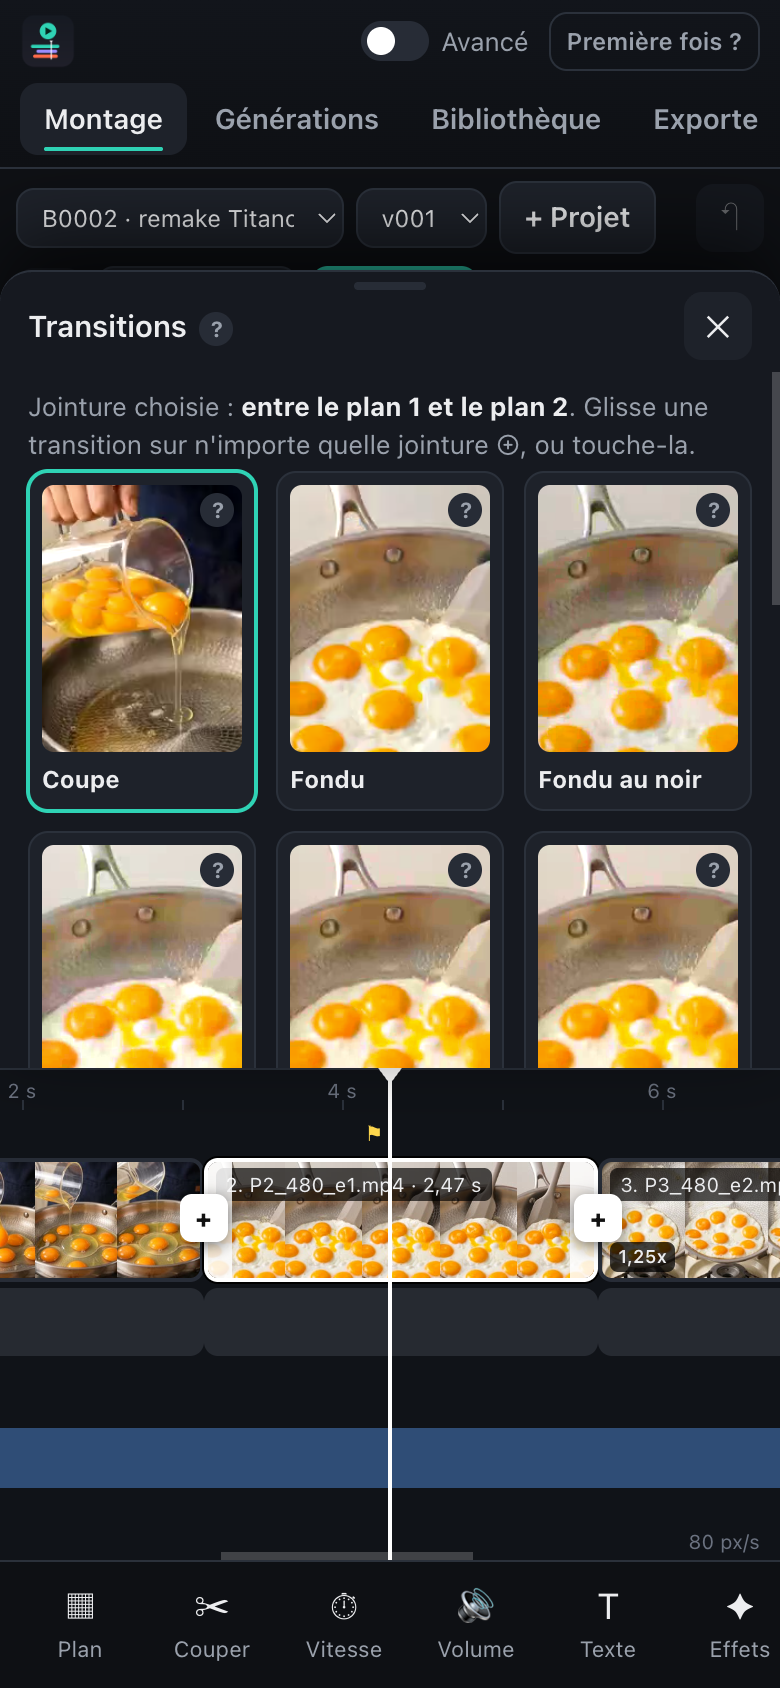 Avancé
Première fois ?
Montage
Générations
Bibliothèque
Exporte
B0002 · remake Titanc
v001
+ Projet
Transitions ?
Jointure choisie : entre le plan 1 et le plan 2. Glisse une
transition sur n'importe quelle jointure ⊕, ou touche-la.
?
?
?
Coupe
Fondu
Fondu au noir
?
?
?
2 s
4 s
6 s
2. P2_480_e1.mp4 · 2,47 s
3. P3_480_e2.mp
+
+
1,25x
80 px/s
Plan
Couper
Vitesse
Volume
Texte
Effets